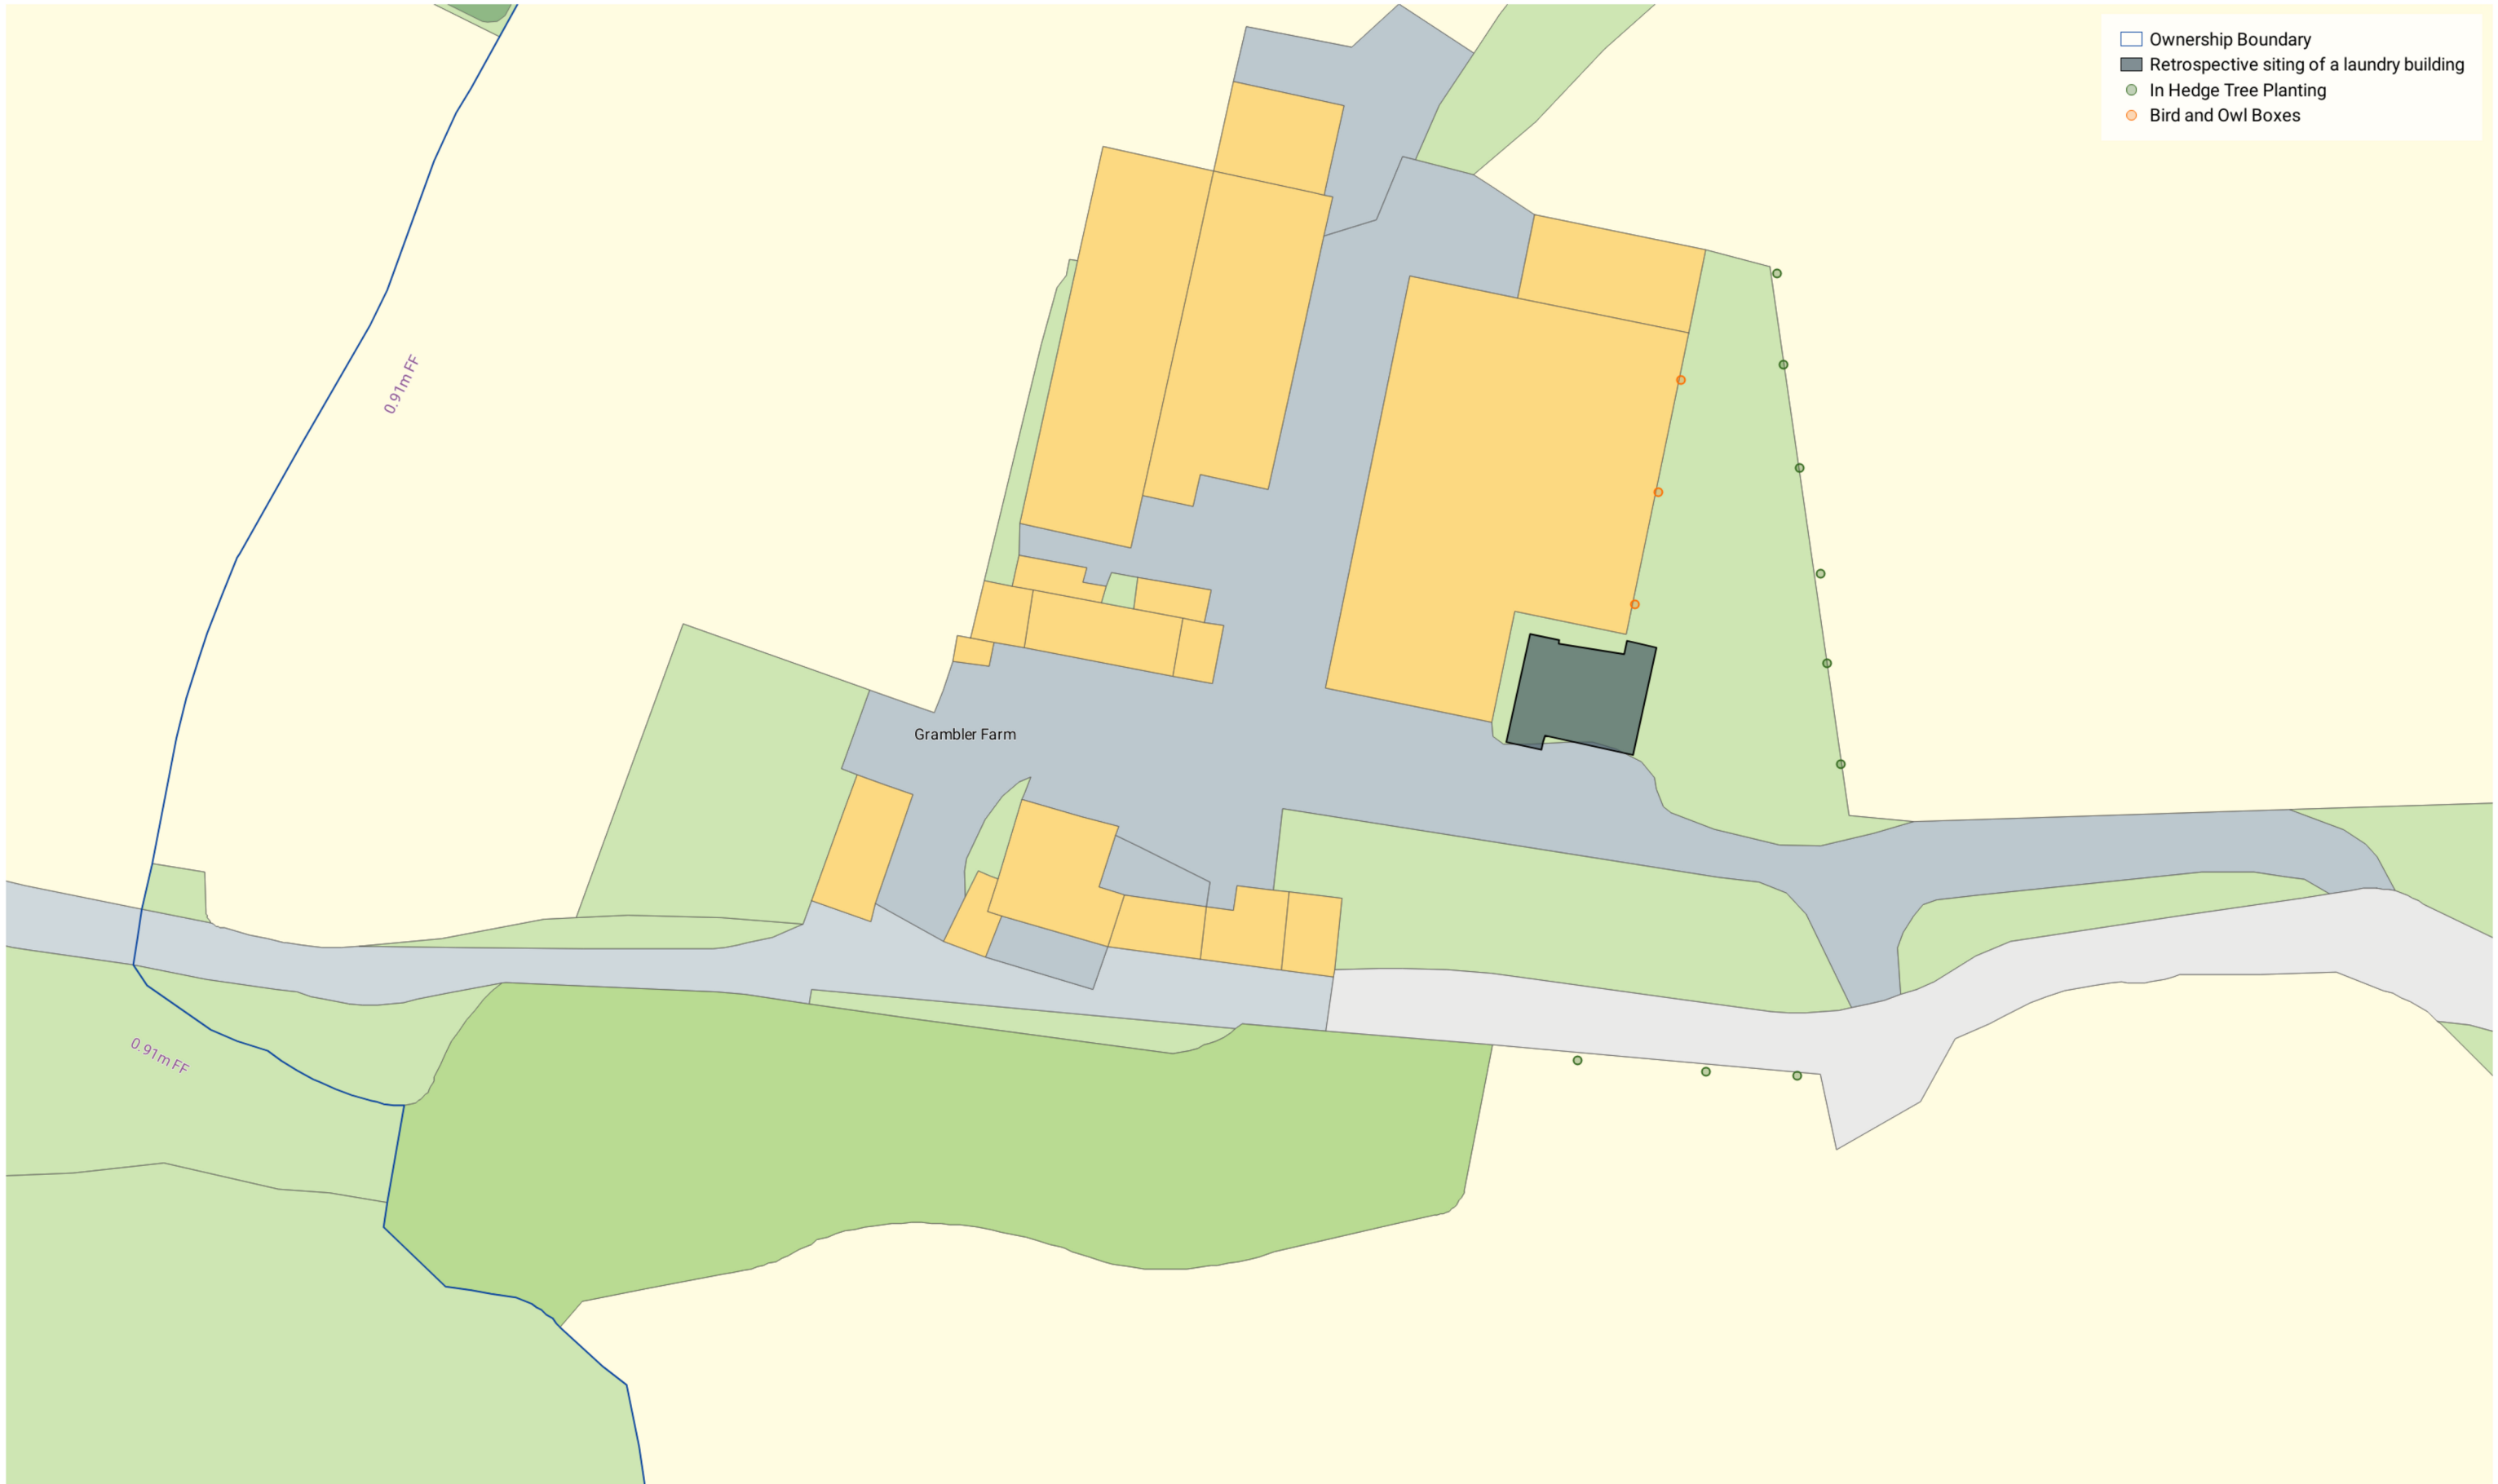 Ownership Boundary
Retrospective siting of a laundry building
In Hedge Tree Planting
Bird and Owl Boxes
0.91m FF
Grambler Farm
0.91m FF